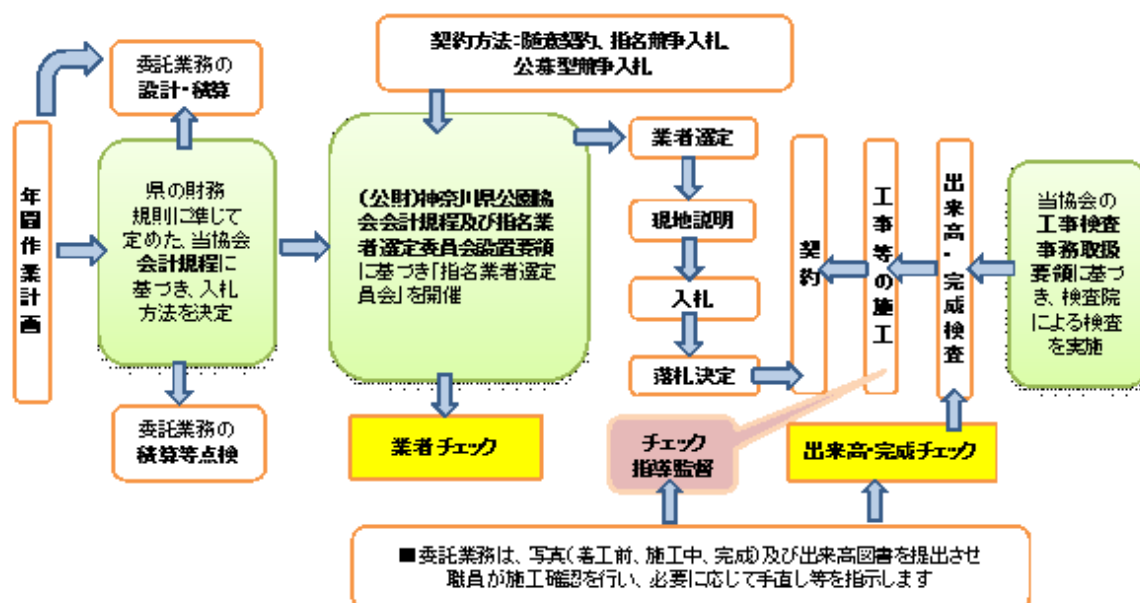 契約方法:随意契約、指名競争入札、
公募型競争入札
委託業務の
設計・積算
年間作業計画
県の財務
規則に準じて
定めた、当協会
会計規程に
基づき、入札
方法を決定
委託業務の
積算等点検
(公財)神奈川県公園協
会会計規程及び指名業
者選定委員会設置要領
に基づき「指名業者選定
員会」を開催
業者チェック
業者選定
現地説明
入札
落札決定
契約
工事等の施工
出来高・完成検査
当協会の
工事検査
事務取扱
要領に基づ
き、検査院
による検査
を実施
チェック
指導監督
出来高・完成チェック
■委託業務は、写真(着工前、施工中、完成)及び出来高図書を提出させ
職員が施工確認を行い、必要に応じて手直し等を指示します